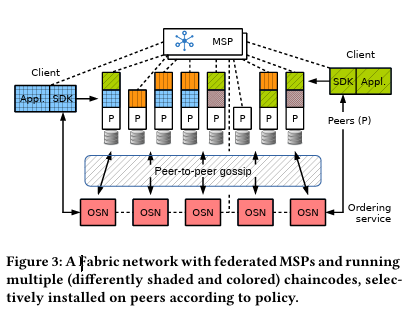 MSP
Client
Client
Appl. SDK
SDK Appl.
Peers (P)
P P P P P P P P
Peer-to-peer gossip
OSN OSN OSN OSN OSN
Ordering
service
Figure 3: A Fabric network with federated MSPs and running
multiple (differently shaded and colored) chaincodes, selec-
tively installed on peers according to policy.